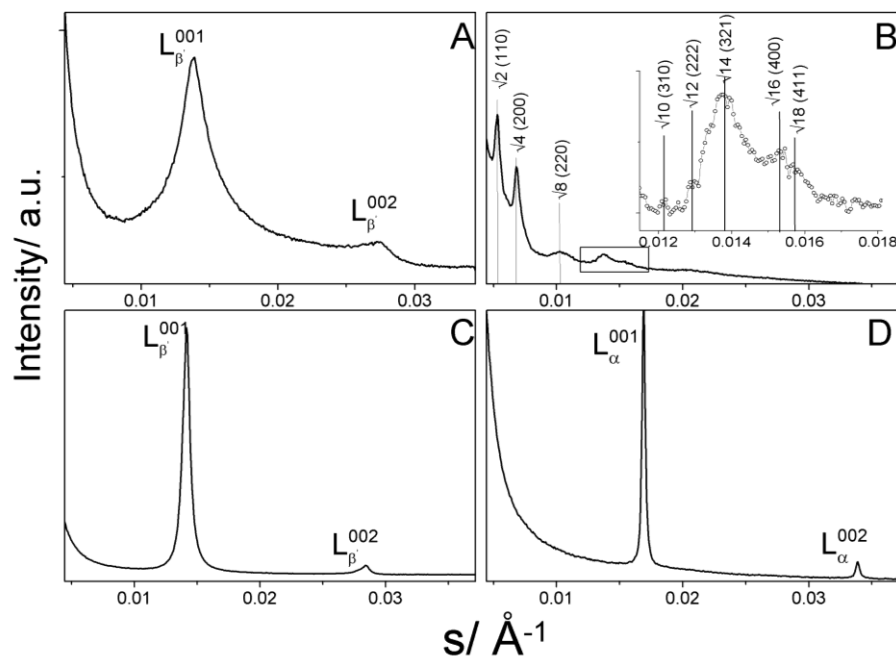 A
L_β'^001
L_β'^002
0.01
0.02
0.03
B
√2 (110)
√4 (200)
√8 (220)
√10 (310)
√12 (222)
√14 (321)
√16 (400)
√18 (411)
0.012
0.014
0.016
0.018
0.01
0.02
0.03
C
L_β'^001
L_β'^002
0.01
0.02
0.03
D
L_α^001
L_α^002
0.01
0.02
0.03
Intensity/ a.u.
s/ Å^-1